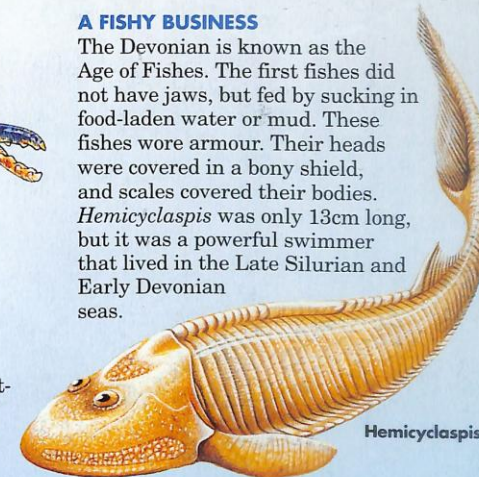 A FISHY BUSINESS
The Devonian is known as the
Age of Fishes. The first fishes did
not have jaws, but fed by sucking in
food-laden water or mud. These
fishes wore armour. Their heads
were covered in a bony shield,
and scales covered their bodies.
Hemicyclaspis was only 13cm long,
but it was a powerful swimmer
that lived in the Late Silurian and
Early Devonian
seas.
t-
Hemicyclaspis